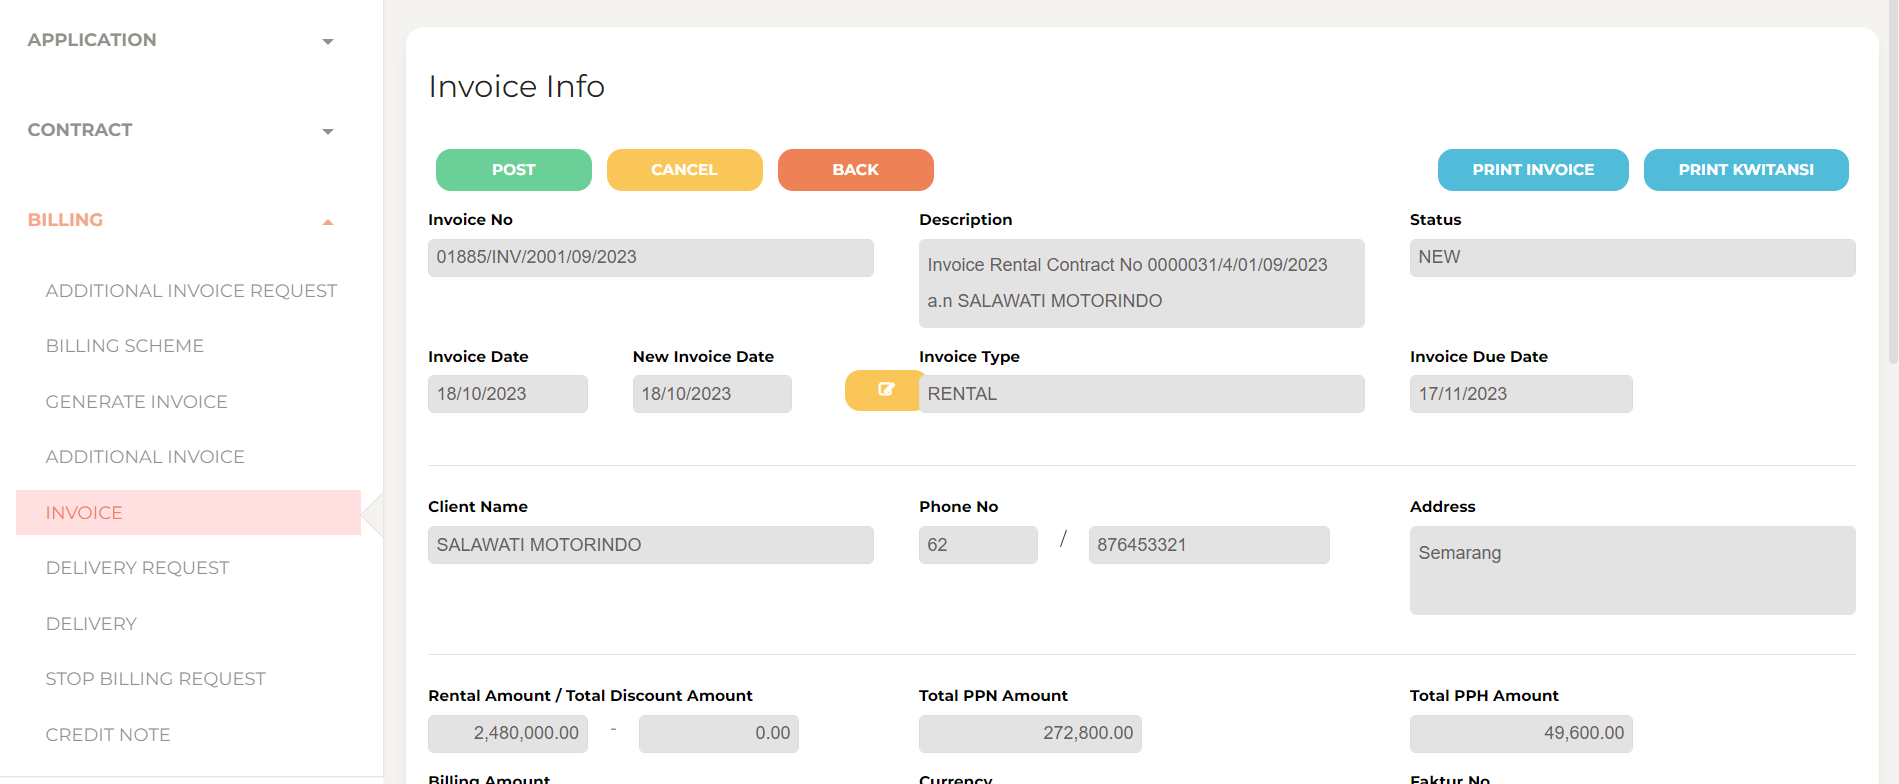 APPLICATION
CONTRACT
BILLING
ADDITIONAL INVOICE REQUEST
BILLING SCHEME
GENERATE INVOICE
ADDITIONAL INVOICE
INVOICE
DELIVERY REQUEST
DELIVERY
STOP BILLING REQUEST
CREDIT NOTE
Invoice Info
POST CANCEL BACK PRINT INVOICE PRINT KWITANSI
Invoice No Description Status
01885/INV/2001/09/2023 Invoice Rental Contract No 0000031/4/01/09/2023 NEW
a.n SALAWATI MOTORINDO
Invoice Date New Invoice Date Invoice Type Invoice Due Date
18/10/2023 18/10/2023 RENTAL 17/11/2023
Client Name Phone No Address
SALAWATI MOTORINDO 62 / 876453321 Semarang
Rental Amount / Total Discount Amount Total PPN Amount Total PPH Amount
2,480,000.00 - 0.00 272,800.00 49,600.00
Billing Amount Currency Faktur No